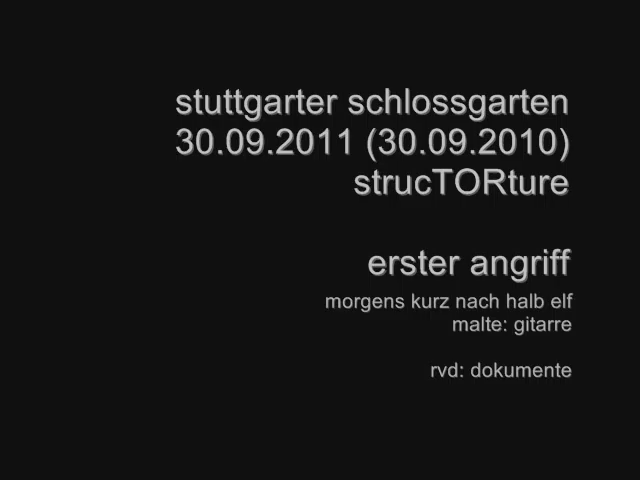 stuttgarter schlossgarten
30.09.2011 (30.09.2010)
strucTORture
erster angriff
morgens kurz nach halb elf
malte: gitarre
rvd: dokumente